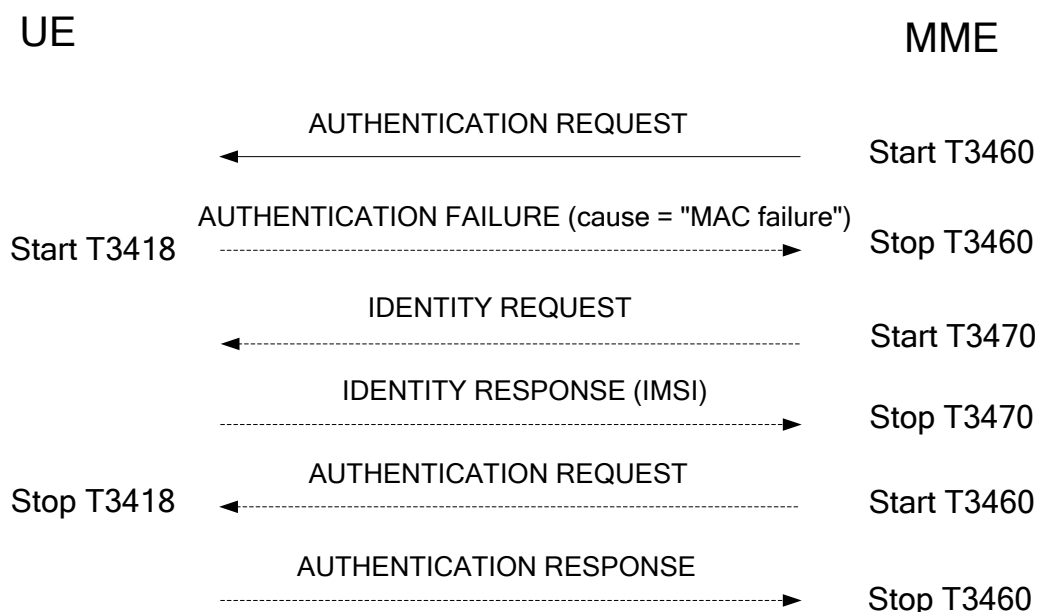 UE
MME
AUTHENTICATION REQUEST
Start T3460
AUTHENTICATION FAILURE (cause = "MAC failure")
Start T3418
Stop T3460
IDENTITY REQUEST
Start T3470
IDENTITY RESPONSE (IMSI)
Stop T3470
AUTHENTICATION REQUEST
Stop T3418
Start T3460
AUTHENTICATION RESPONSE
Stop T3460